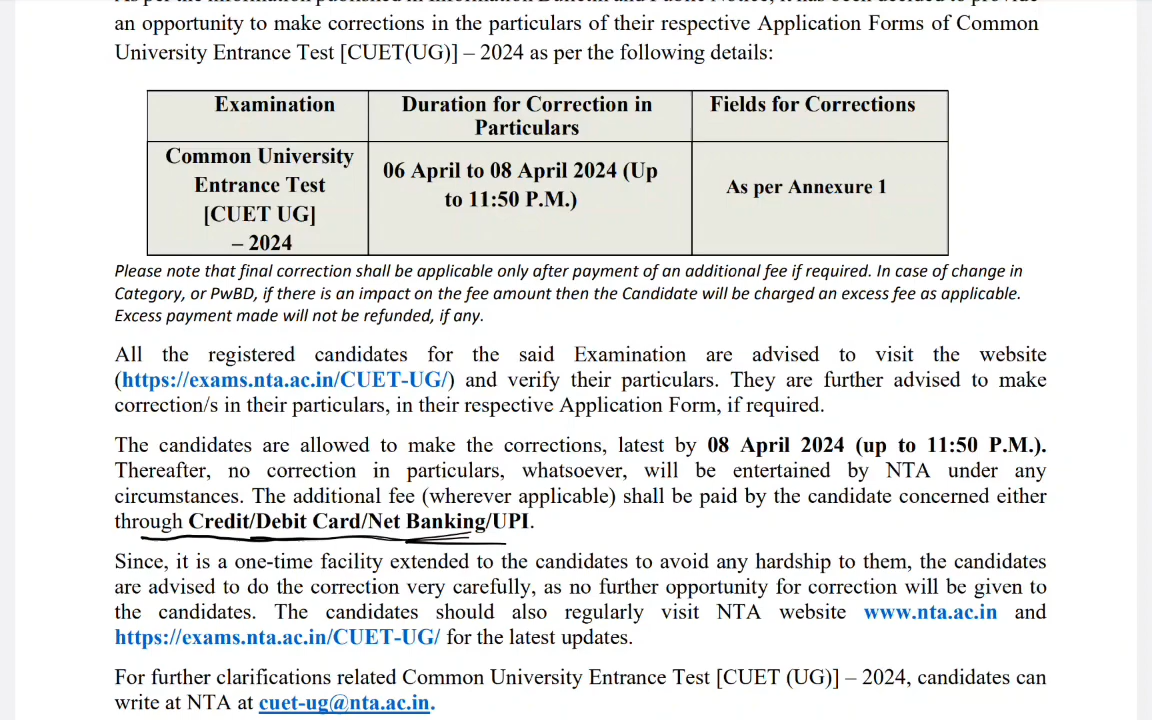 an opportunity to make corrections in the particulars of their respective Application Forms of Common
University Entrance Test [CUET(UG)] – 2024 as per the following details:
Examination
Duration for Correction in
Particulars
Fields for Corrections
Common University
Entrance Test
[CUET UG]
– 2024
06 April to 08 April 2024 (Up
to 11:50 P.M.)
As per Annexure 1
Please note that final correction shall be applicable only after payment of an additional fee if required. In case of change in
Category, or PwBD, if there is an impact on the fee amount then the Candidate will be charged an excess fee as applicable.
Excess payment made will not be refunded, if any.
All the registered candidates for the said Examination are advised to visit the website
(https://exams.nta.ac.in/CUET-UG/) and verify their particulars. They are further advised to make
correction/s in their particulars, in their respective Application Form, if required.
The candidates are allowed to make the corrections, latest by 08 April 2024 (up to 11:50 P.M.).
Thereafter, no correction in particulars, whatsoever, will be entertained by NTA under any
circumstances. The additional fee (wherever applicable) shall be paid by the candidate concerned either
through Credit/Debit Card/Net Banking/UPI.
Since, it is a one-time facility extended to the candidates to avoid any hardship to them, the candidates
are advised to do the correction very carefully, as no further opportunity for correction will be given to
the candidates. The candidates should also regularly visit NTA website www.nta.ac.in and
https://exams.nta.ac.in/CUET-UG/ for the latest updates.
For further clarifications related Common University Entrance Test [CUET (UG)] – 2024, candidates can
write at NTA at cuet-ug@nta.ac.in.